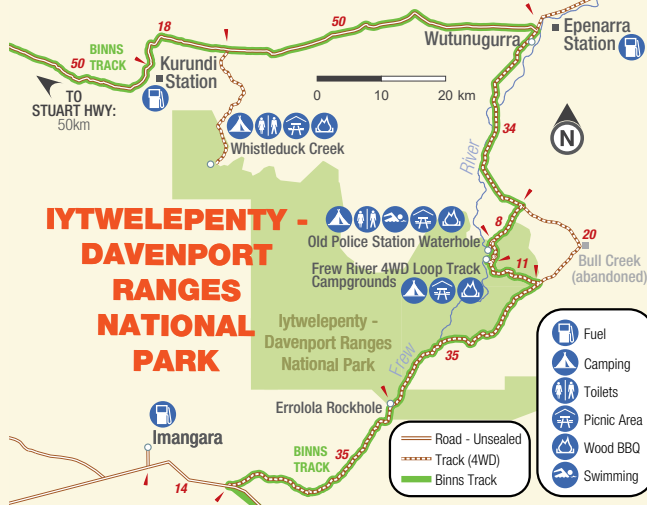 18
50
BINNS
TRACK
50
TO
STUART HWY:
50km
Kurundi
Station
Wutunugurra
Epenarra
Station
0 10 20 km
N
34
River
Whistleduck Creek
IYTWELEPENTY -
DAVENPORT
RANGES
NATIONAL
PARK
Old Police Station Waterhole
8
20
Bull Creek
(abandoned)
11
Frew River 4WD Loop Track
Campgrounds
Iytwelepenty -
Davenport Ranges
National Park
Frew
35
Errolola Rockhole
Imangara
BINNS
TRACK
35
14
Road - Unsealed
Track (4WD)
Binns Track
Fuel
Camping
Toilets
Picnic Area
Wood BBQ
Swimming